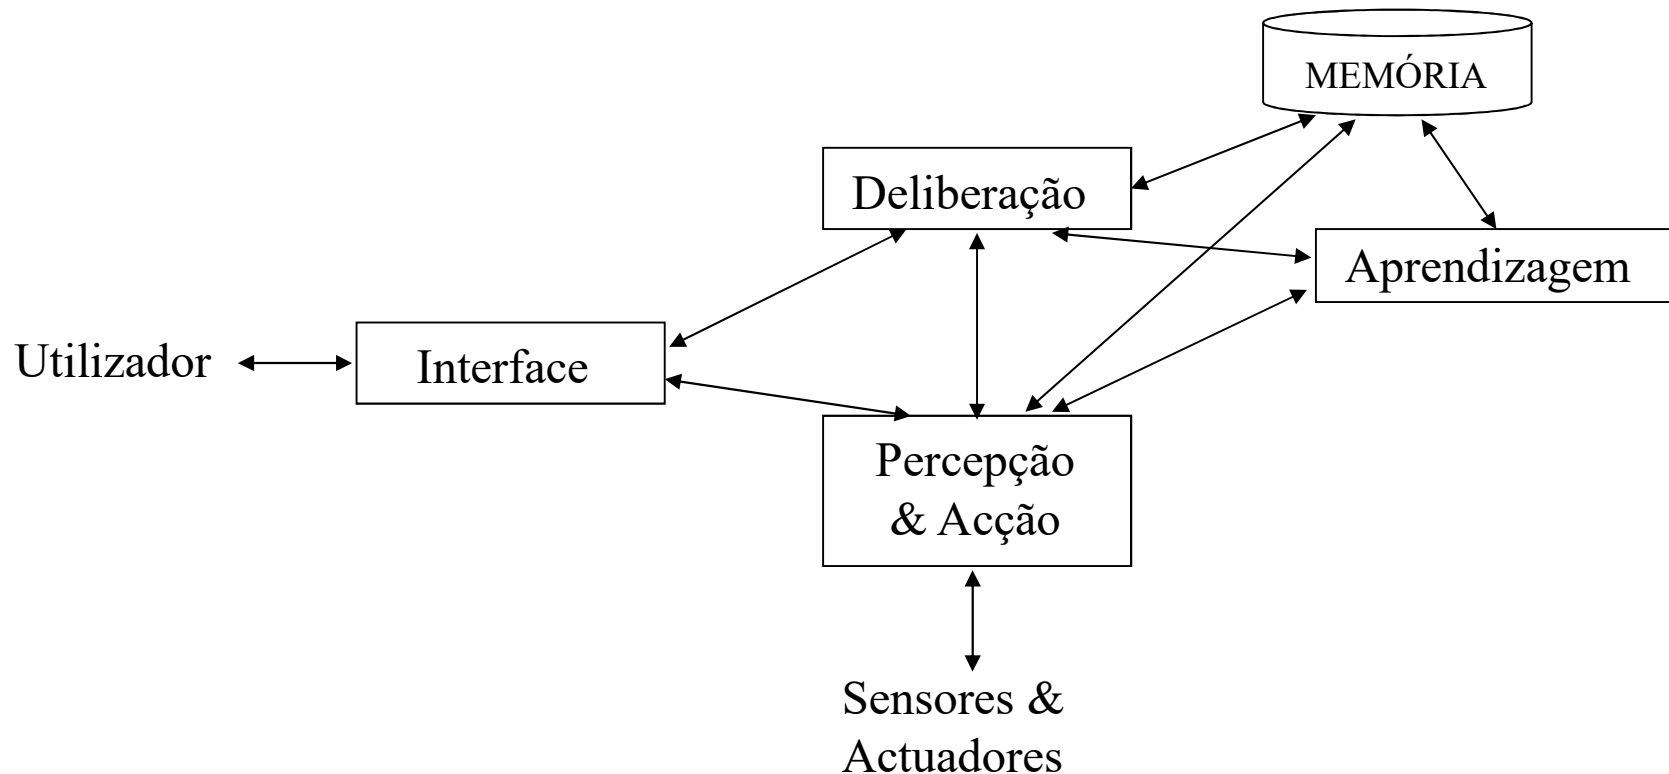 MEMÓRIA
Deliberação
Aprendizagem
Utilizador
Interface
Percepção
& Acção
Sensores &
Actuadores